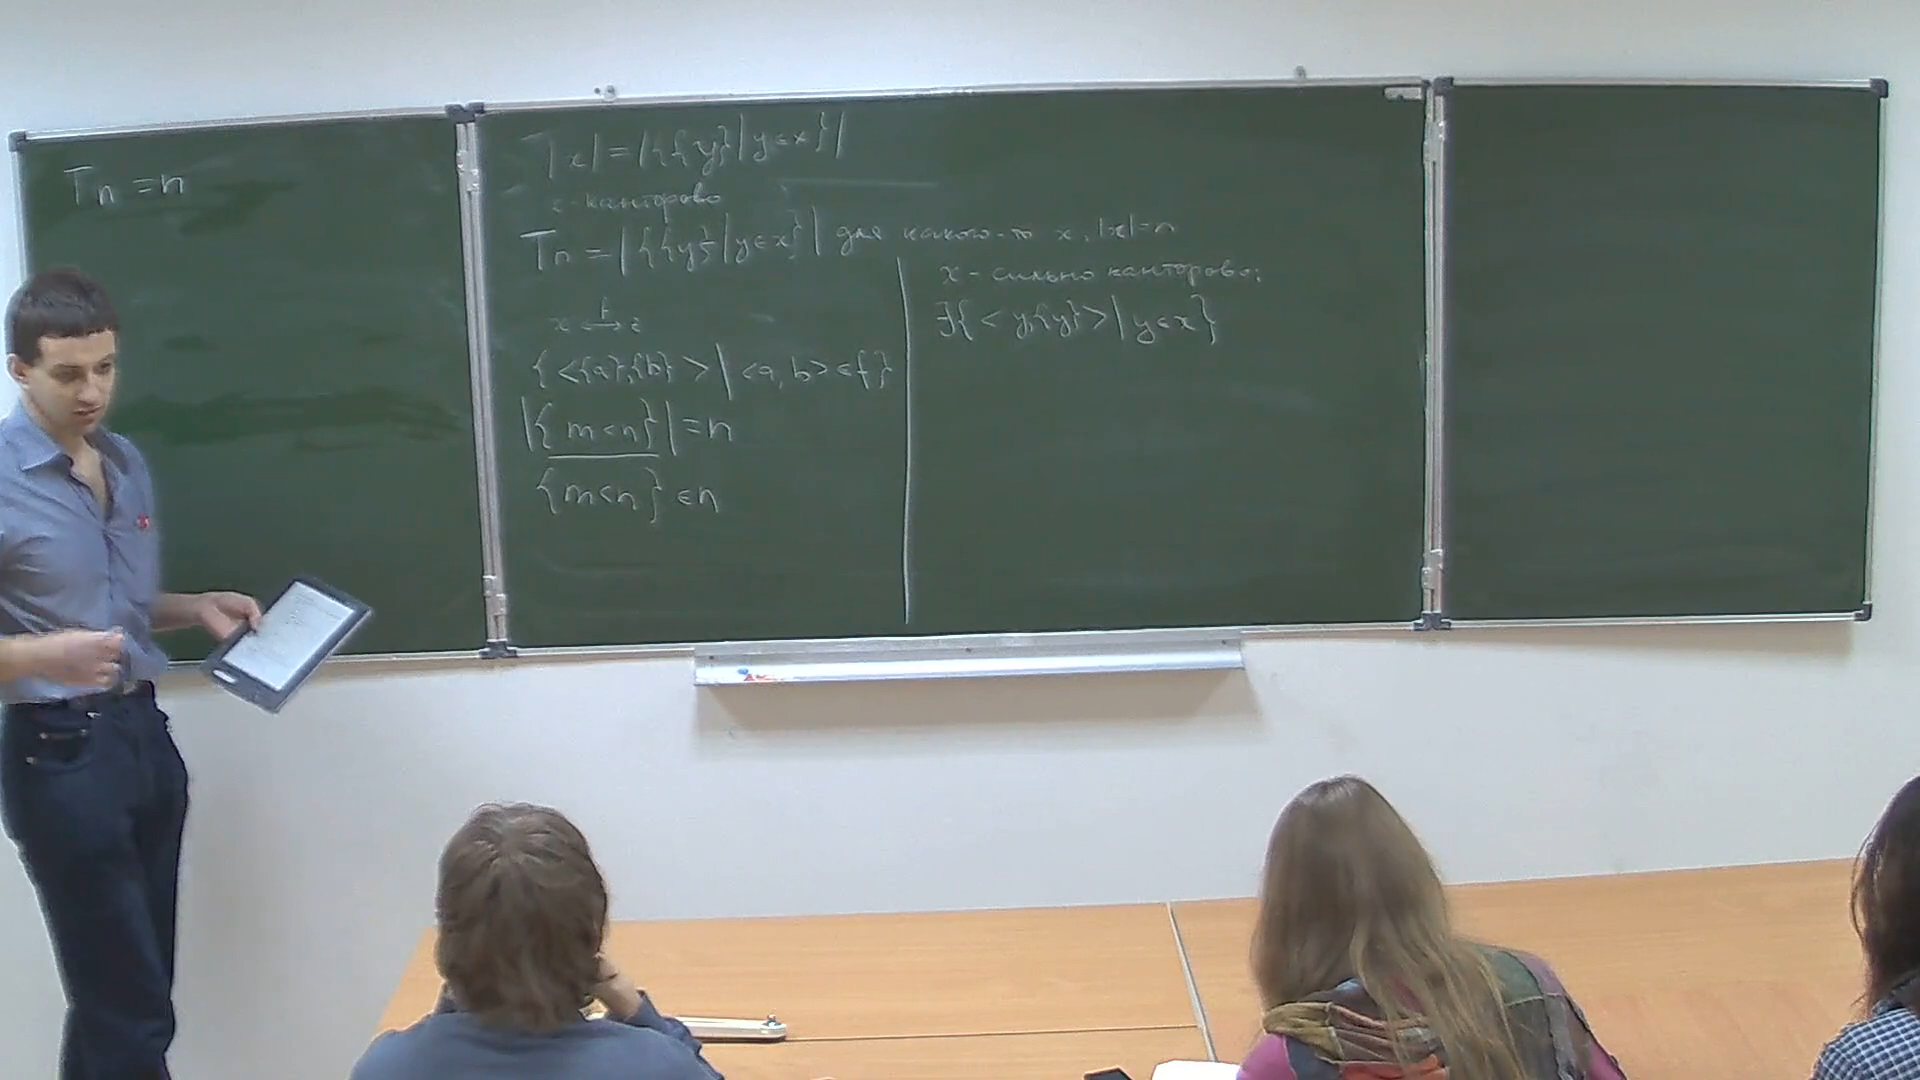 Tn = n
T|x| = |{{y}|y∈x}|
z-канторово
Tn = |{{y}|y∈x}| для какого-то x, |x|=n
x ⟷ z
f
{<{a},{b}>|<a,b>∈f}
|{m<n}|=n
{m<n}∈n
x - сильно канторово:
∃{<y,{y}>|y∈x}